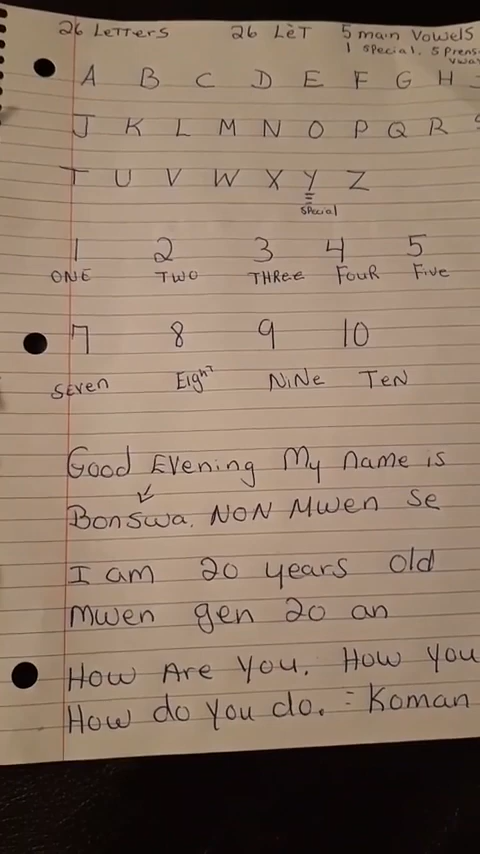 26 LeTTers 26 LèT 5 main Vowels
1 Special. 5 Prens
A B C D E F G H
J K L M N O P Q R
T U V W X Y Z
Special
1 2 3 4 5
ONE TWO THRee FouR Five
7 8 9 10
Seven EigHT NiNe TeN
Good Evening My name is
Bonswa. NON Mwen Se
I am 20 years old
Mwen gen 20 an
How Are You. How you
How do you do. = Koman